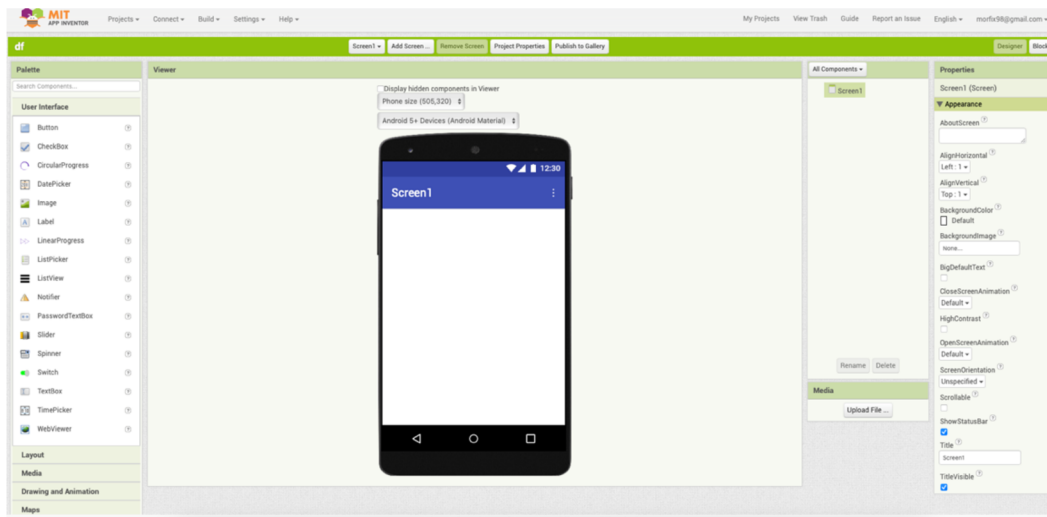 MIT
APP INVENTOR
Projects
Connect
Build
Settings
Help
My Projects
View Trash
Guide
Report an Issue
English
morfix98@gmail.com
df
Screen1
Add Screen ...
Remove Screen
Project Properties
Publish to Gallery
Designer
Block
Palette
Search Components...
User Interface
Button
CheckBox
CircularProgress
DatePicker
Image
Label
LinearProgress
ListPicker
ListView
Notifier
PasswordTextBox
Slider
Spinner
Switch
TextBox
TimePicker
WebViewer
Layout
Media
Drawing and Animation
Maps
Viewer
Display hidden components in Viewer
Phone size (505,320)
Android 5+ Devices (Android Material)
12:30
Screen1
All Components
Screen1
Rename
Delete
Media
Upload File ...
Properties
Screen1 (Screen)
Appearance
AboutScreen
AlignHorizontal
Left : 1
AlignVertical
Top : 1
BackgroundColor
Default
BackgroundImage
None...
BigDefaultText
CloseScreenAnimation
Default
HighContrast
OpenScreenAnimation
Default
ScreenOrientation
Unspecified
Scrollable
ShowStatusBar
Title
Screen1
TitleVisible